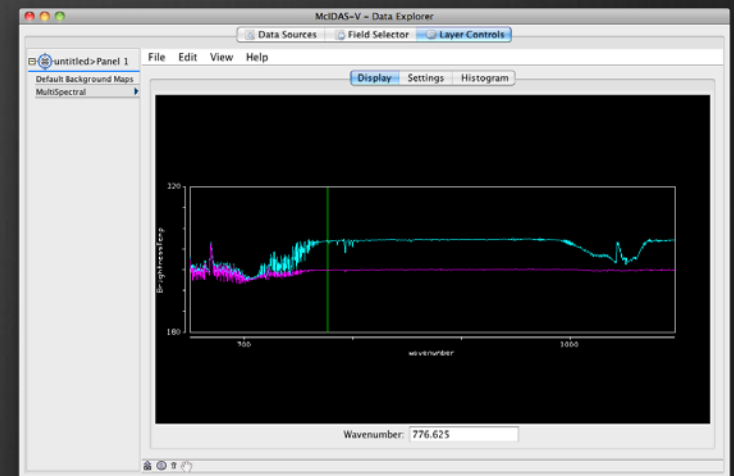 McIDAS-V - Data Explorer
Data Sources Field Selector Layer Controls
untitled>Panel 1
Default Background Maps
MultiSpectral
File Edit View Help
Display Settings Histogram
320
BrightnessTemp
180
700 1000
wavenumber
Wavenumber: 776.625